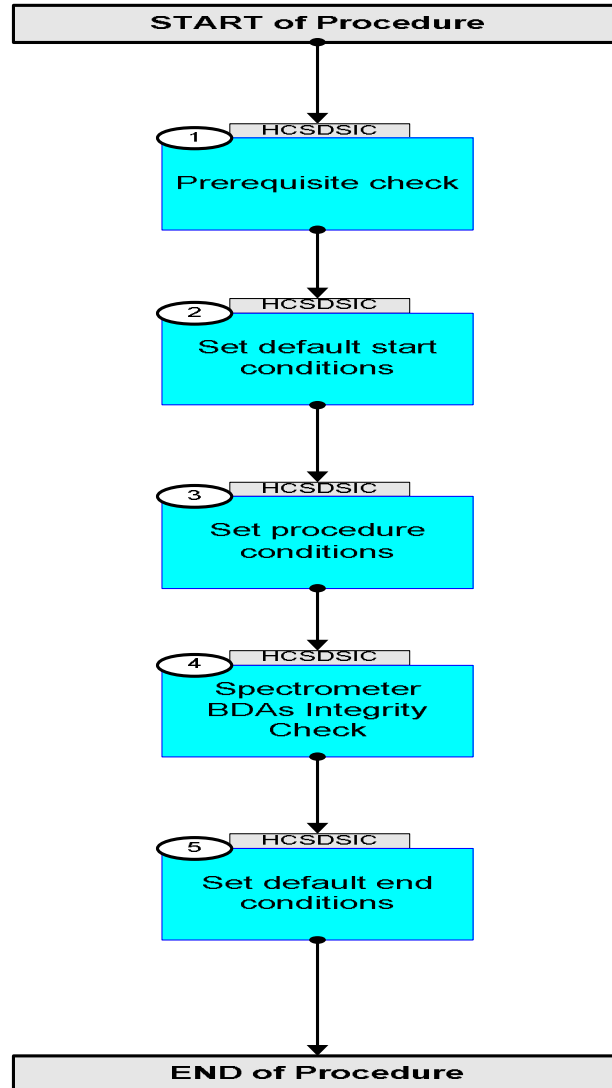 START of Procedure
HCSDSIC
1
Prerequisite check
HCSDSIC
2
Set default start
conditions
HCSDSIC
3
Set procedure
conditions
HCSDSIC
4
Spectrometer
BDAs Integrity
Check
HCSDSIC
5
Set default end
conditions
END of Procedure